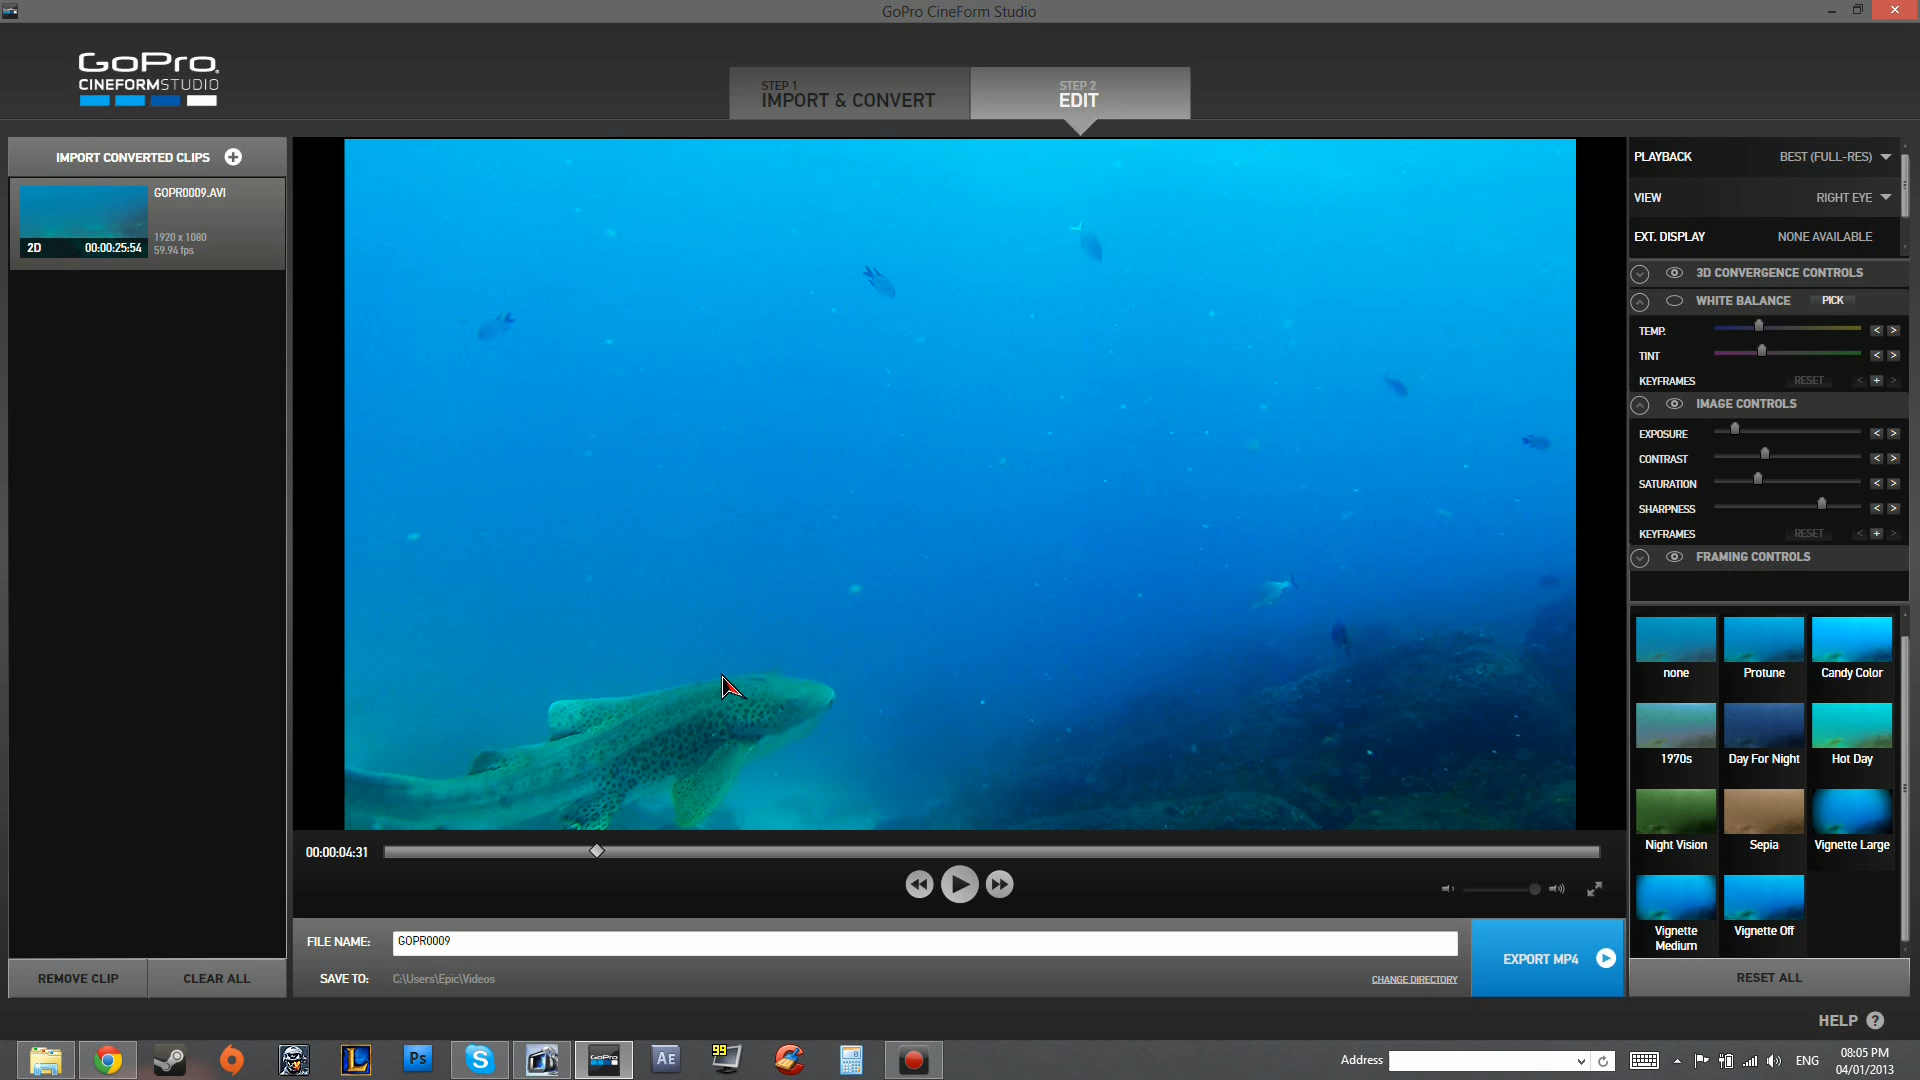 GoPro CineForm Studio
GoPro
CINEFORMSTUDIO
STEP 1
IMPORT & CONVERT
STEP 2
EDIT
IMPORT CONVERTED CLIPS
GOPR0009.AVI
1920 x 1080
59.94 fps
2D 00:00:25:54
PLAYBACK BEST (FULL-RES)
VIEW RIGHT EYE
EXT. DISPLAY NONE AVAILABLE
3D CONVERGENCE CONTROLS
WHITE BALANCE PICK
TEMP. < >
TINT < >
KEYFRAMES RESET < + >
IMAGE CONTROLS
EXPOSURE < >
CONTRAST < >
SATURATION < >
SHARPNESS < >
KEYFRAMES RESET < + >
FRAMING CONTROLS
none Protune Candy Color
1970s Day For Night Hot Day
Night Vision Sepia Vignette Large
Vignette Medium Vignette Off
00:00:04:31
FILE NAME: GOPR0009
SAVE TO: C:\Users\Epic\Videos CHANGE DIRECTORY
EXPORT MP4
REMOVE CLIP CLEAR ALL
RESET ALL
HELP ?
Ps
GoPro
Ae
99
Address
ENG
08:05 PM
04/01/2013